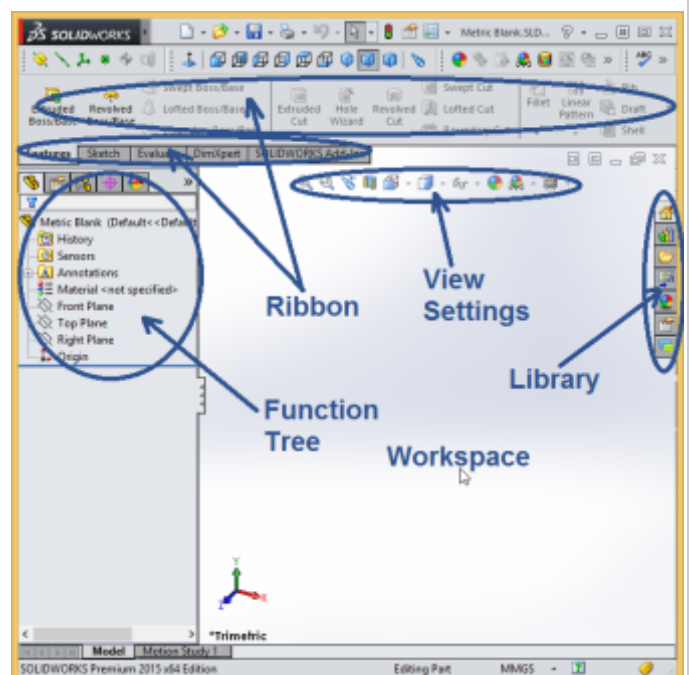 SOLIDWORKS
Metric Blank.SLD...
Swept Boss/Base
Swept Cut
Rib
Extruded Boss/Base
Revolved Boss/Base
Lofted Boss/Base
Extruded Cut
Hole Wizard
Revolved Cut
Lofted Cut
Fillet
Linear Pattern
Draft
Shell
Features
Sketch
Evaluate
DimXpert
SOLIDWORKS Add-Ins
Metric Blank (Default<<Default
History
Sensors
Annotations
Material <not specified>
Front Plane
Top Plane
Right Plane
Origin
Ribbon
View
Settings
Library
Function
Tree
Workspace
Y
X
Z
*Trimetric
Model
Motion Study 1
SOLIDWORKS Premium 2015 x64 Edition
Editing Part
MMGS